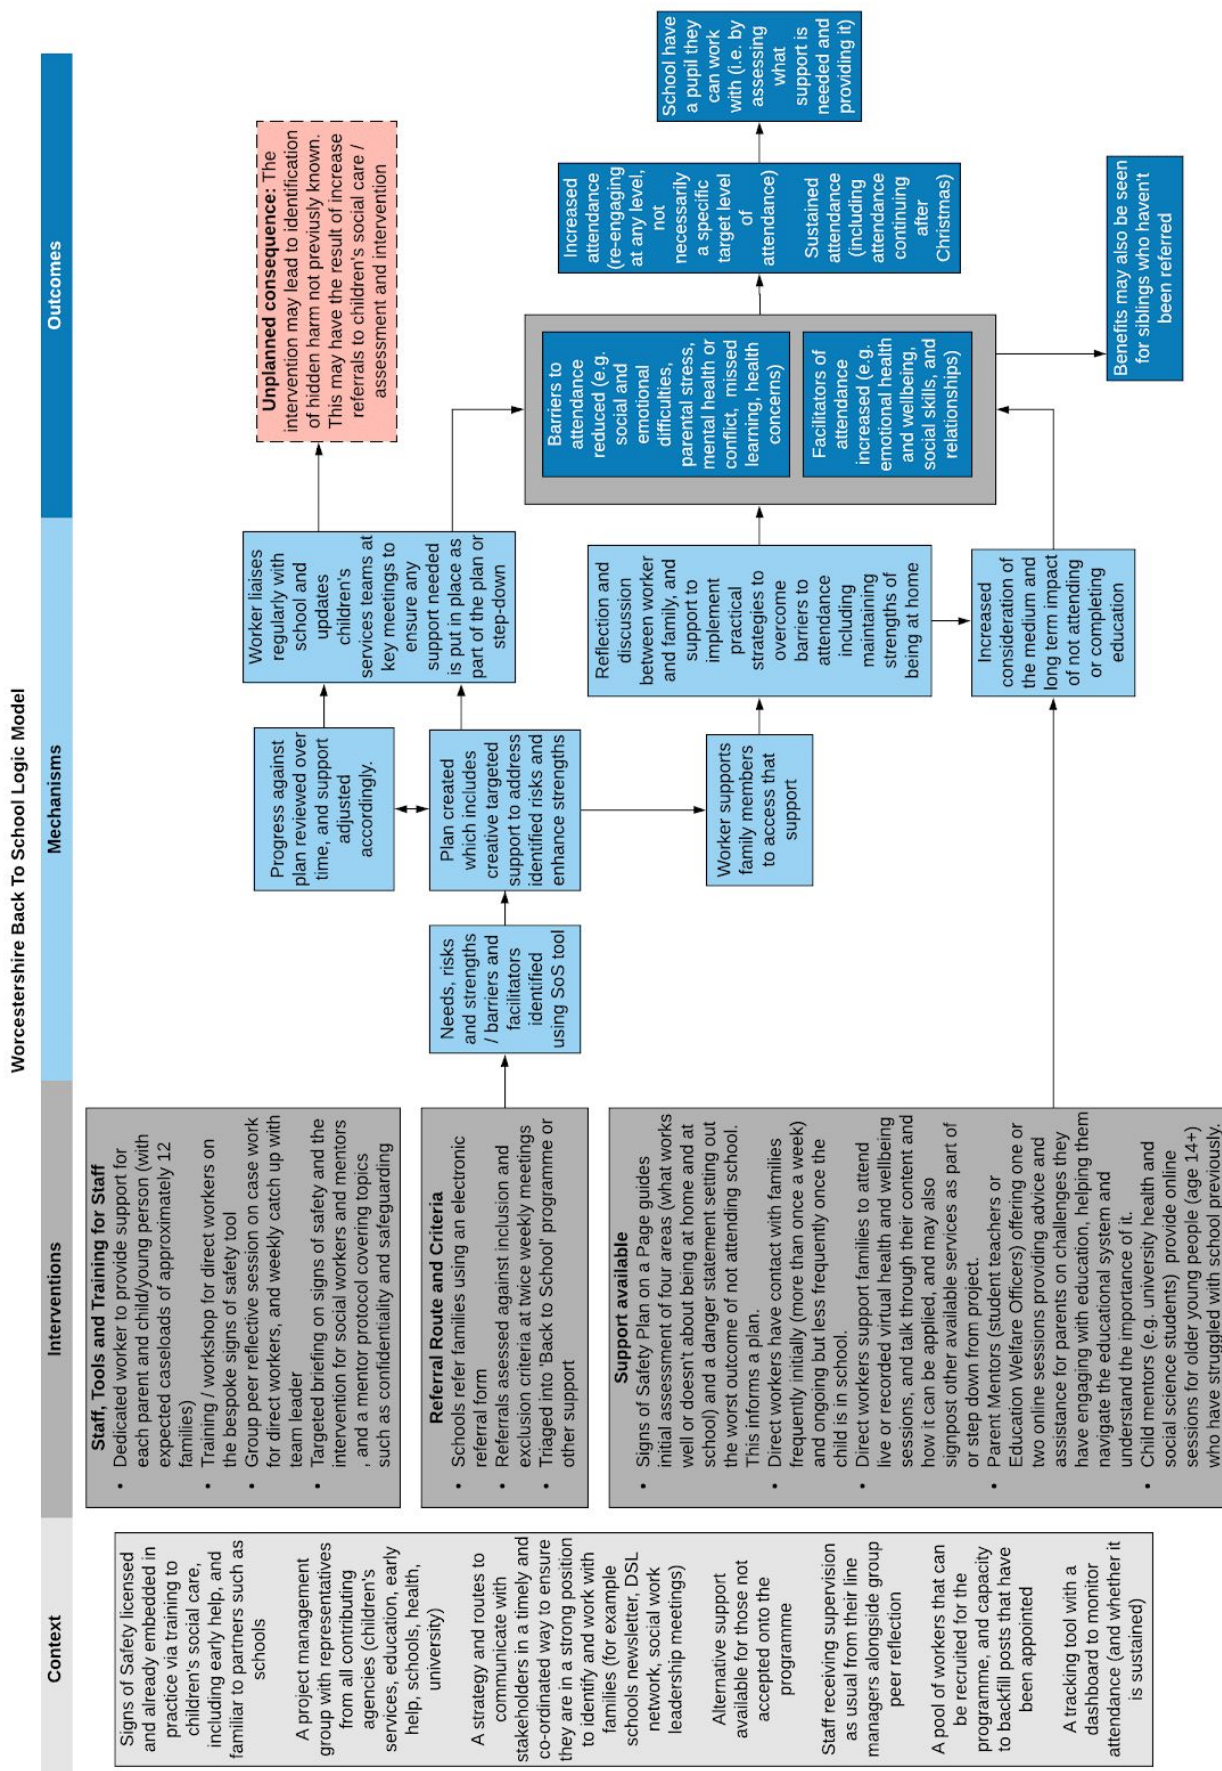 Worcestershire Back To School Logic Model
Context
Interventions
Mechanisms
Outcomes
Signs of Safety licensed
and already embedded in
practice via training to
children's social care,
including early help, and
familiar to partners such as
schools
A project management
group with representatives
from all contributing
agencies (children's
services, education, early
help, schools, health,
university)
A strategy and routes to
communicate with
stakeholders in a timely and
co-ordinated way to ensure
they are in a strong position
to identify and work with
families (for example
schools newsletter, DSL
network, social work
leadership meetings)
Alternative support
available for those not
accepted onto the
programme
Staff receiving supervision
as usual from their line
managers alongside group
peer reflection
A pool of workers that can
be recruited for the
programme, and capacity
to backfill posts that have
been appointed
A tracking tool with a
dashboard to monitor
attendance (and whether it
is sustained)
Staff, Tools and Training for Staff
• Dedicated worker to provide support for
each parent and child/young person (with
expected caseloads of approximately 12
families)
• Training / workshop for direct workers on
the bespoke signs of safety tool
• Group peer reflective session on case work
for direct workers, and weekly catch up with
team leader
• Targeted briefing on signs of safety and the
intervention for social workers and mentors
, and a mentor protocol covering topics
such as confidentiality and safeguarding
Referral Route and Criteria
• Schools refer families using an electronic
referral form
• Referrals assessed against inclusion and
exclusion criteria at twice weekly meetings
• Triaged into 'Back to School' programme or
other support
Support available
• Signs of Safety Plan on a Page guides
initial assessment of four areas (what works
well or doesn't about being at home and at
school) and a danger statement setting out
the worst outcome of not attending school.
This informs a plan.
• Direct workers have contact with families
frequently initially (more than once a week)
and ongoing but less frequently once the
child is in school.
• Direct workers support families to attend
live or recorded virtual health and wellbeing
sessions, and talk through their content and
how it can be applied, and may also
signpost other available services as part of
or step down from project.
• Parent Mentors (student teachers or
Education Welfare Officers) offering one or
two online sessions providing advice and
assistance for parents on challenges they
have engaging with education, helping them
navigate the educational system and
understand the importance of it.
• Child mentors (e.g. university health and
social science students) provide online
sessions for older young people (age 14+)
who have struggled with school previously.
Needs, risks
and strengths
/ barriers and
facilitators
identified
using SoS tool
Progress against
plan reviewed over
time, and support
adjusted
accordingly.
Plan created
which includes
creative targeted
support to address
identified risks and
enhance strengths
Worker supports
family members
to access that
support
Worker liaises
regularly with
school and
updates
children's
services teams at
key meetings to
ensure any
support needed
is put in place as
part of the plan or
step-down
Reflection and
discussion
between worker
and family, and
support to
implement
practical
strategies to
overcome
barriers to
attendance
including
maintaining
strengths of
being at home
Increased
consideration of
the medium and
long term impact
of not attending
or completing
education
Unplanned consequence: The
intervention may lead to identification
of hidden harm not previusly known.
This may have the result of increase
referrals to children's social care /
assessment and intervention
Barriers to
attendance
reduced (e.g.
social and
emotional
difficulties,
parental stress,
mental health or
conflict, missed
learning, health
concerns)
Facilitators of
attendance
increased (e.g.
emotional health
and wellbeing,
social skills, and
relationships)
Increased
attendance
(re-engaging
at any level,
not
necessarily
a specific
target level
of
attendance)
Sustained
attendance
(including
attendance
continuing
after
Christmas)
School have
a pupil they
can work
with (i.e. by
assessing
what
support is
needed and
providing it)
Benefits may also be seen
for siblings who haven't
been referred